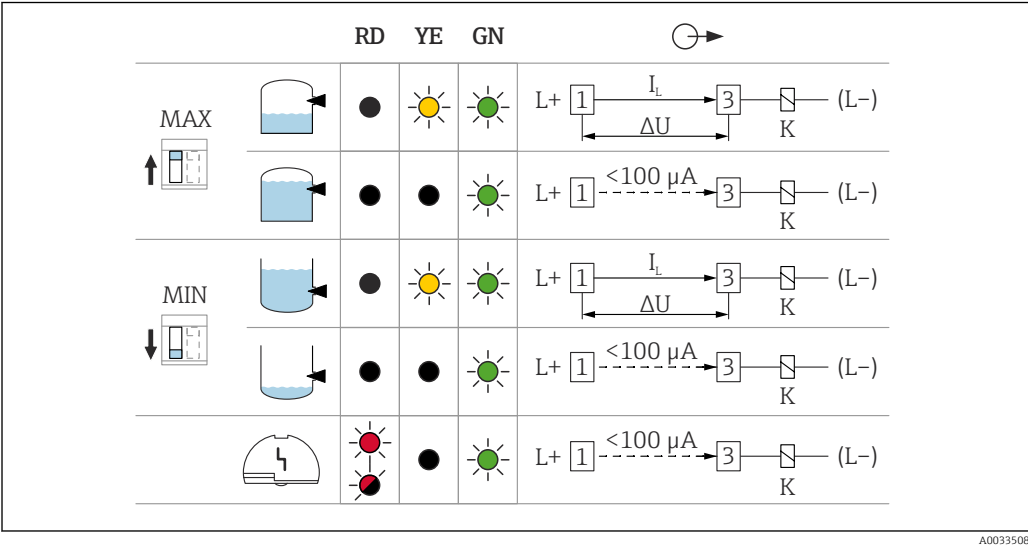 RD YE GN
MAX
L+ 1 I_L 3 (L−)
ΔU K
L+ 1 <100 µA 3 (L−)
K
MIN
L+ 1 I_L 3 (L−)
ΔU K
L+ 1 <100 µA 3 (L−)
K
L+ 1 <100 µA 3 (L−)
K
A0033508